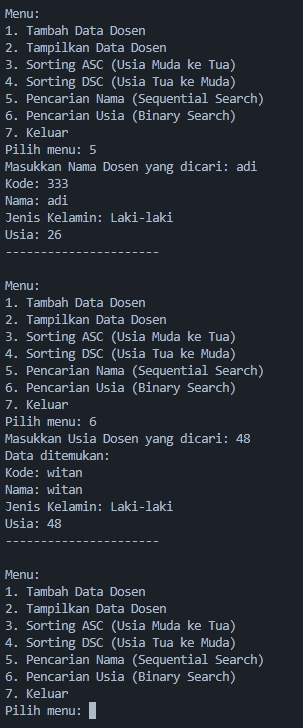 Menu:
1. Tambah Data Dosen
2. Tampilkan Data Dosen
3. Sorting ASC (Usia Muda ke Tua)
4. Sorting DSC (Usia Tua ke Muda)
5. Pencarian Nama (Sequential Search)
6. Pencarian Usia (Binary Search)
7. Keluar
Pilih menu: 5
Masukkan Nama Dosen yang dicari: adi
Kode: 333
Nama: adi
Jenis Kelamin: Laki-laki
Usia: 26
----------------------
Menu:
1. Tambah Data Dosen
2. Tampilkan Data Dosen
3. Sorting ASC (Usia Muda ke Tua)
4. Sorting DSC (Usia Tua ke Muda)
5. Pencarian Nama (Sequential Search)
6. Pencarian Usia (Binary Search)
7. Keluar
Pilih menu: 6
Masukkan Usia Dosen yang dicari: 48
Data ditemukan:
Kode: witan
Nama: witan
Jenis Kelamin: Laki-laki
Usia: 48
----------------------
Menu:
1. Tambah Data Dosen
2. Tampilkan Data Dosen
3. Sorting ASC (Usia Muda ke Tua)
4. Sorting DSC (Usia Tua ke Muda)
5. Pencarian Nama (Sequential Search)
6. Pencarian Usia (Binary Search)
7. Keluar
Pilih menu: